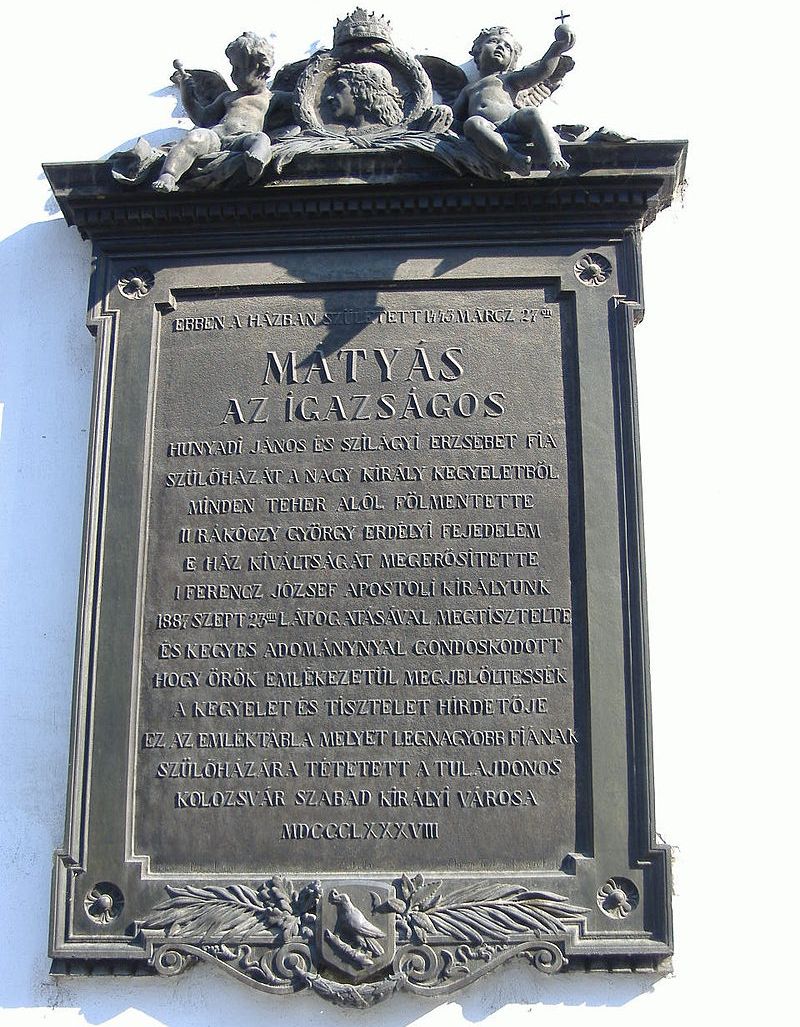 EBBEN A HÁZBAN SZÜLETETT 1443 MÁRCZ 27ÉN
MÁTYÁS
AZ IGAZSÁGOS
HUNYADI JÁNOS ÉS SZILÁGYI ERZSEBET FIA
SZÜLŐHÁZÁT A NAGY KIRÁLY KEGYELETBŐL
MINDEN TEHER ALÓL FÖLMENTETTE
II RÁKÓCZY GYÖRGY ERDÉLYI FEJEDELEM
E HÁZ KIVÁLTSÁGÁT MEGERŐSITETTE
I FERENCZ JÓZSEF APOSTOLI KIRÁLYUNK
1887 SZEPT 23ÁN LÁTOGATÁSÁVAL MEGTISZTELTE
ÉS KEGYES ADOMÁNYNYAL GONDOSKODOTT
HOGY ÖRÖK EMLÉKEZETÜL MEGJELÖLTESSÉK
A KEGYELET ÉS TISZTELET HIRDETŐJE
EZ AZ EMLÉKTÁBLA MELYET LEGNAGYOBB FIÁNAK
SZÜLŐHÁZÁRA TÉTETETT A TULAJDONOS
KOLOZSVÁR SZABAD KIRÁLYI VÁROSA
MDCCCLXXXVIII